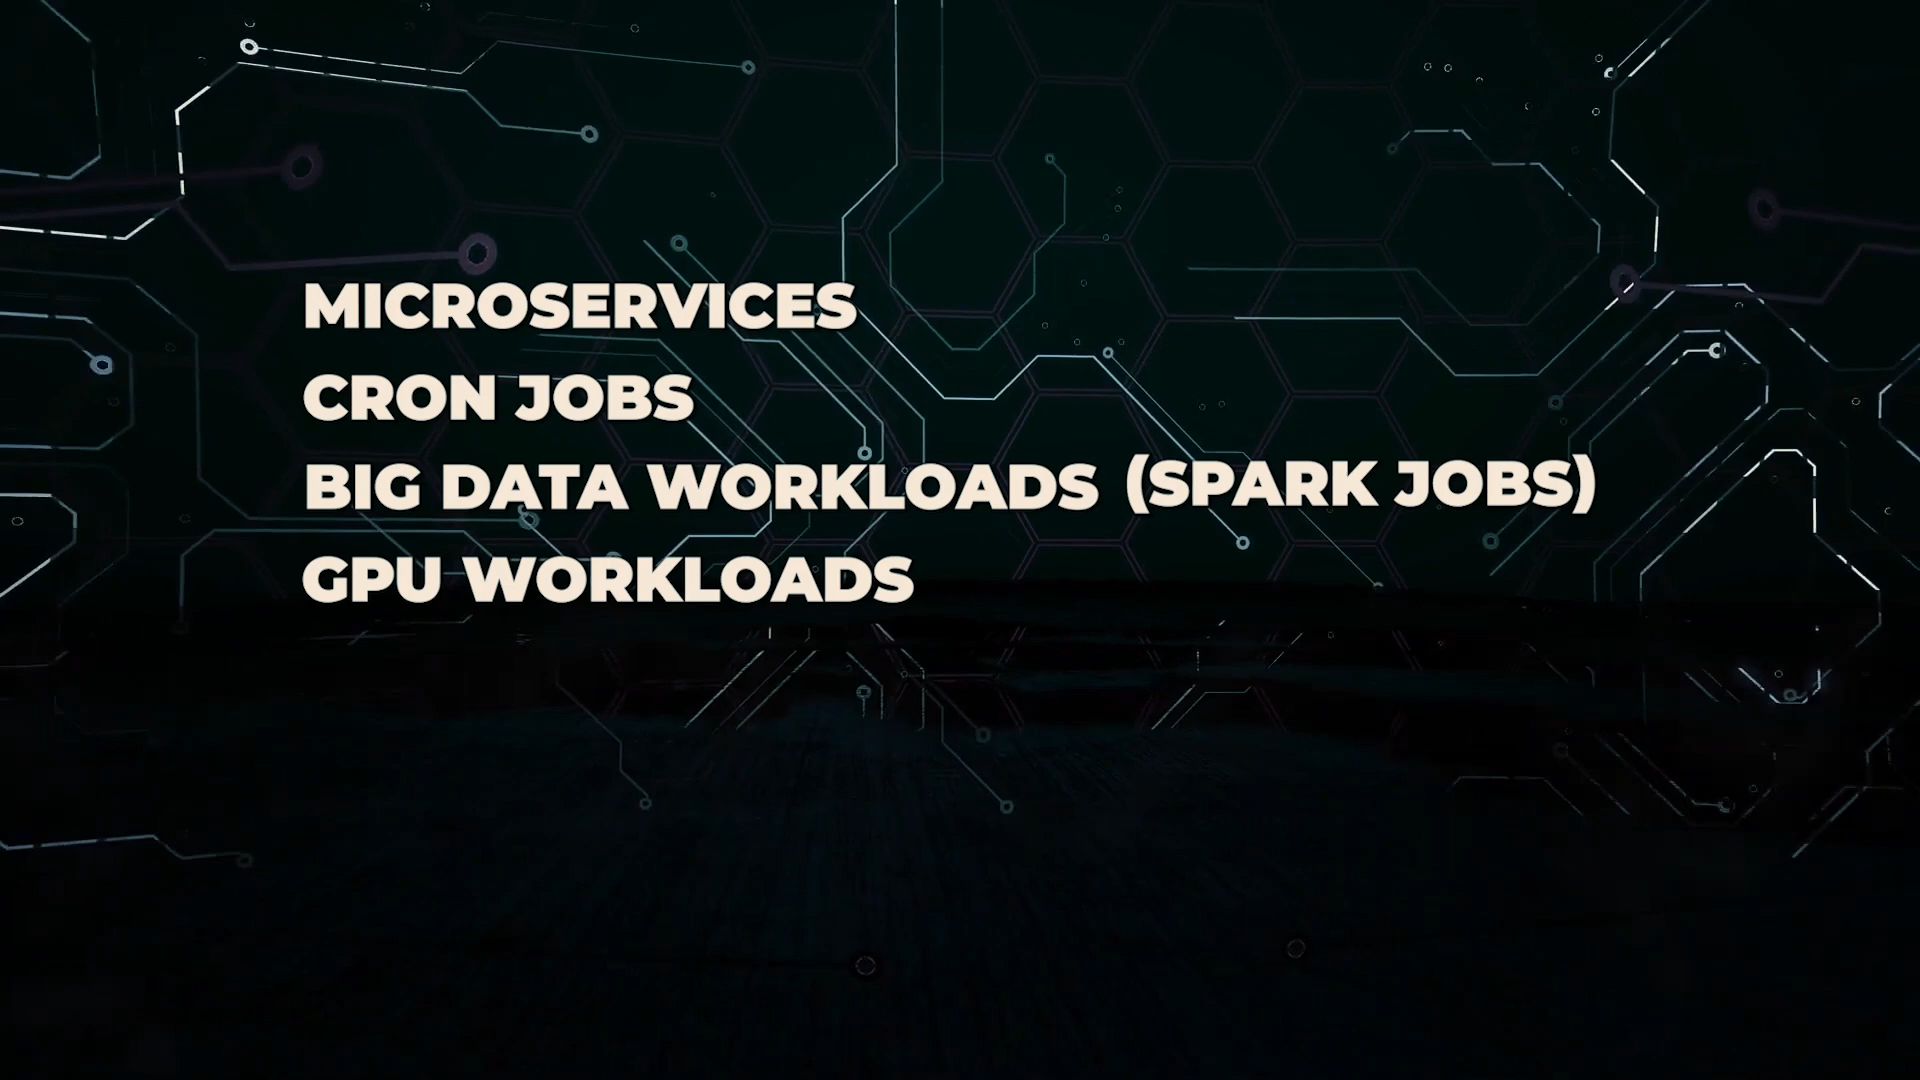 MICROSERVICES
CRON JOBS
BIG DATA WORKLOADS (SPARK JOBS)
GPU WORKLOADS